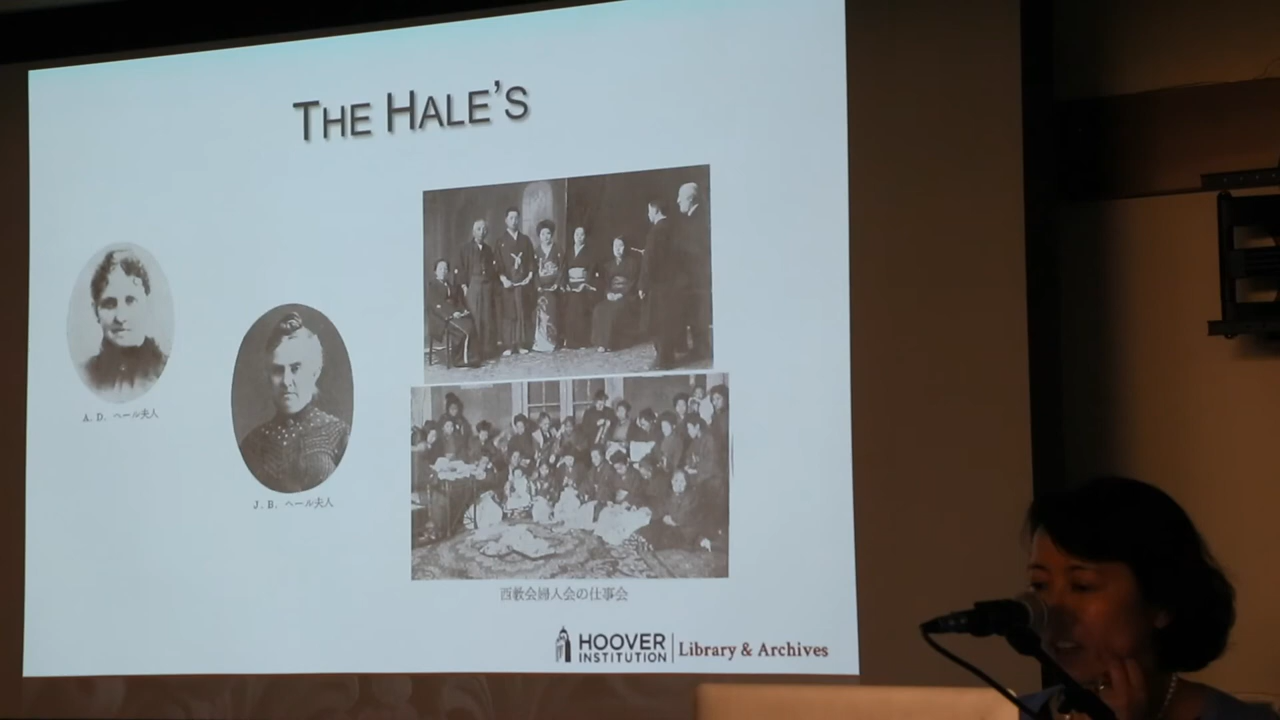 THE HALE'S
A. D. ヘール夫人
J. B. ヘール夫人
西教会婦人会の仕事会
HOOVER
INSTITUTION
Library & Archives